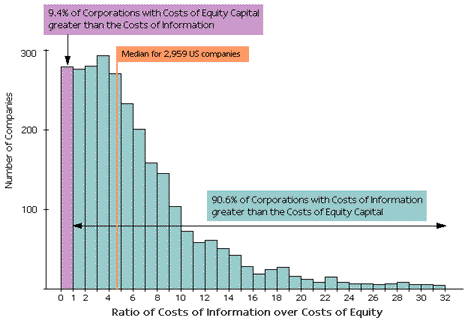 9.4% of Corporations with Costs of Equity Capital
greater than the Costs of Information
Median for 2,959 US companies
300
200
100
Number of Companies
90.6% of Corporations with Costs of Information
greater than the Costs of Equity Capital
0 1 2 4 6 8 10 12 14 16 18 20 22 24 26 28 30 32
Ratio of Costs of Information over Costs of Equity